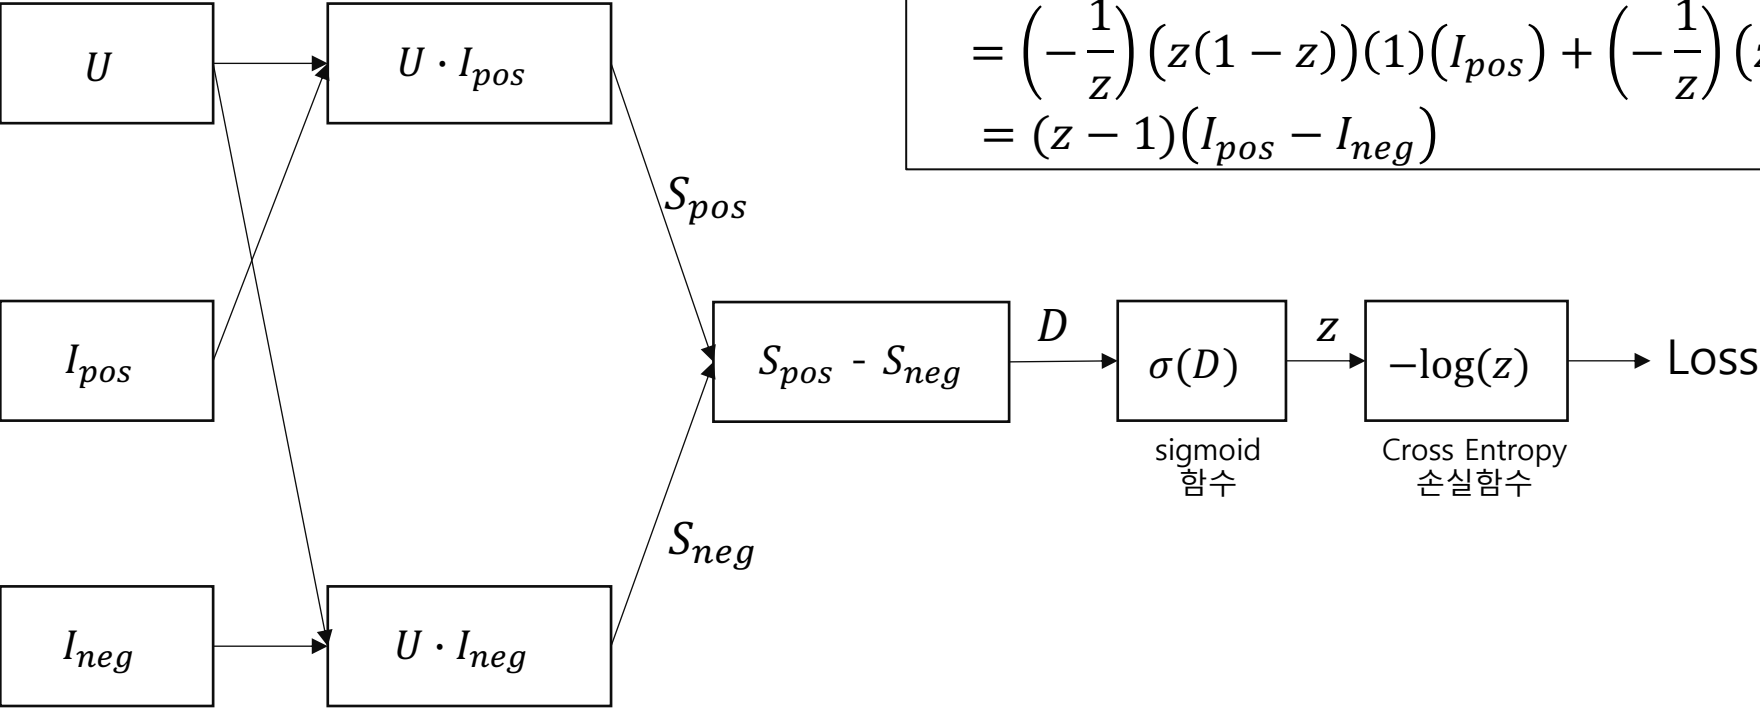 U
U · I_pos
= (−1/z)(z(1 − z))(1)(I_pos) + (−1/z)(
= (z − 1)(I_pos − I_neg)
S_pos
I_pos
S_pos - S_neg
D
σ(D)
z
−log(z)
Loss
sigmoid
함수
Cross Entropy
손실함수
S_neg
I_neg
U · I_neg